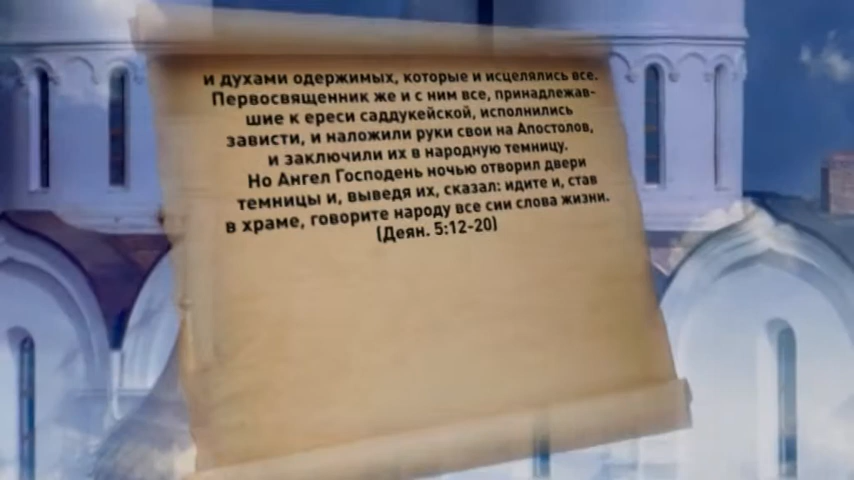 и духами одержимых, которые и исцелялись все.
Первосвященник же и с ним все, принадлежав-
шие к ереси саддукейской, исполнились
зависти, и наложили руки свои на Апостолов,
и заключили их в народную темницу.
Но Ангел Господень ночью отворил двери
темницы и, выведя их, сказал: идите и, став
в храме, говорите народу все сии слова жизни.
(Деян. 5:12-20)